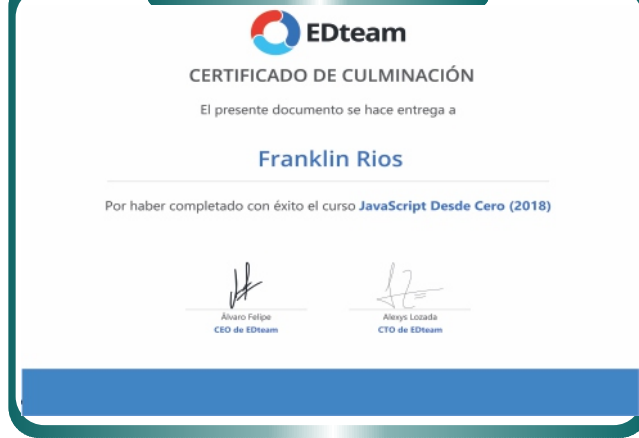 EDteam
CERTIFICADO DE CULMINACIÓN
El presente documento se hace entrega a
Franklin Rios
Por haber completado con éxito el curso JavaScript Desde Cero (2018)
Álvaro Felipe
CEO de EDteam
Alexys Lozada
CTO de EDteam